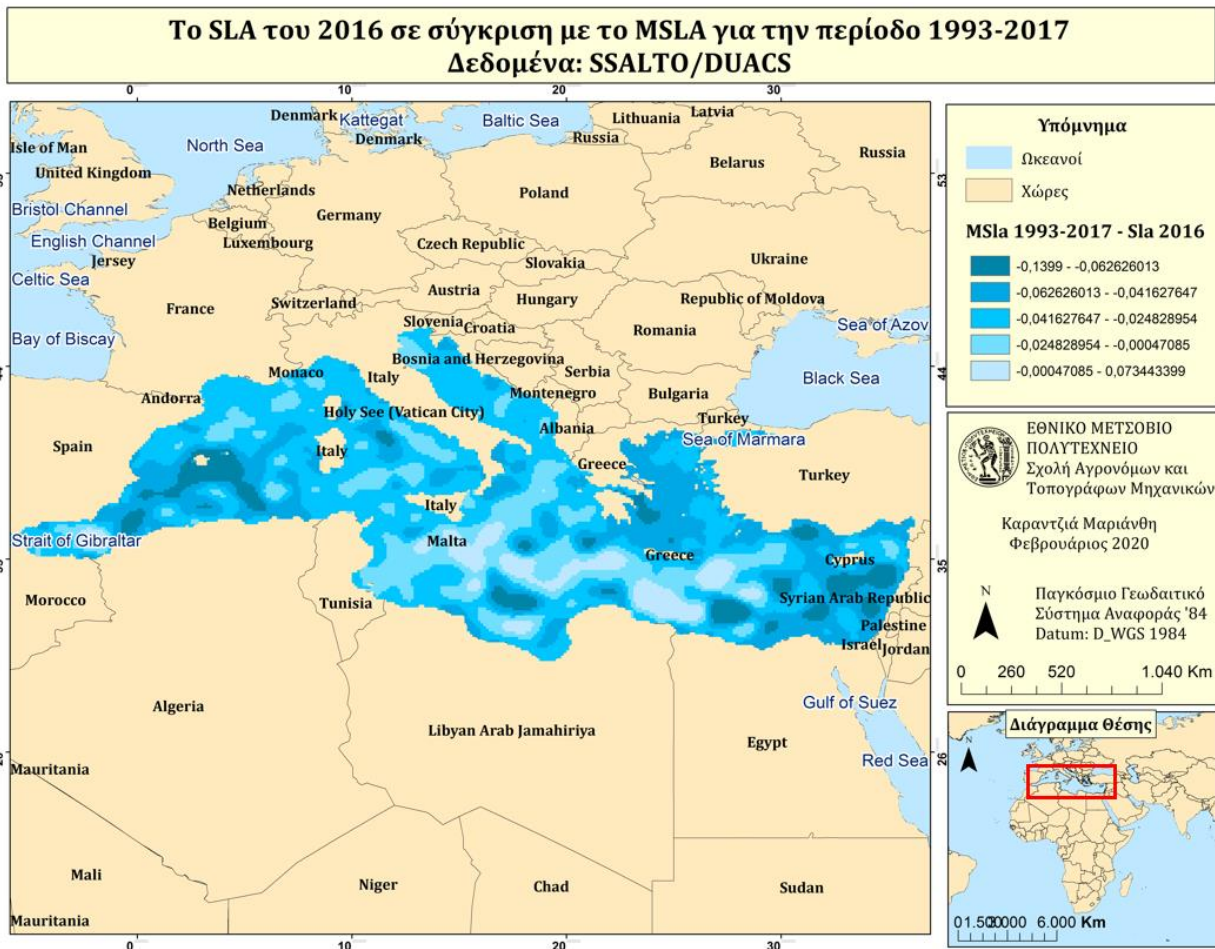 Το SLA του 2016 σε σύγκριση με το MSLA για την περίοδο 1993-2017
Δεδομένα: SSALTO/DUACS
0
10
20
30
Denmark
Kattegat
Baltic Sea
Lithuania
Latvia
Isle of Man
North Sea
Denmark
Russia
Russia
United Kingdom
Belarus
53
Netherlands
Poland
Bristol Channel
Belgium
Germany
English Channel
Luxembourg
Czech Republic
Jersey
Slovakia
Ukraine
Celtic Sea
Austria
France
Switzerland
Hungary
Republic of Moldova
Slovenia
Croatia
Romania
Sea of Azov
Bay of Biscay
Bosnia and Herzegovina
Monaco
Italy
Serbia
Black Sea
44
Andorra
Montenegro
Bulgaria
Holy See (Vatican City)
Turkey
Albania
Sea of Marmara
Spain
Italy
Greece
Turkey
Italy
Strait of Gibraltar
Malta
Greece
Cyprus
35
Morocco
Tunisia
Syrian Arab Republic
Palestine
Israel
Jordan
Algeria
Libyan Arab Jamahiriya
Gulf of Suez
Egypt
Red Sea
26
Mauritania
Mali
Niger
Chad
Sudan
Mauritania
0
10
20
30
Υπόμνημα
Ωκεανοί
Χώρες
MSla 1993-2017 - Sla 2016
-0,1399 - -0,062626013
-0,062626013 - -0,041627647
-0,041627647 - -0,024828954
-0,024828954 - -0,00047085
-0,00047085 - 0,073443399
ΕΘΝΙΚΟ ΜΕΤΣΟΒΙΟ
ΠΟΛΥΤΕΧΝΕΙΟ
Σχολή Αγρονόμων και
Τοπογράφων Μηχανικών
Καραντζιά Μαριάνθη
Φεβρουάριος 2020
N
Παγκόσμιο Γεωδαιτικό
Σύστημα Αναφοράς '84
Datum: D_WGS 1984
0 260 520 1.040 Km
Διάγραμμα Θέσης
N
0 1.500 3.000 6.000 Km